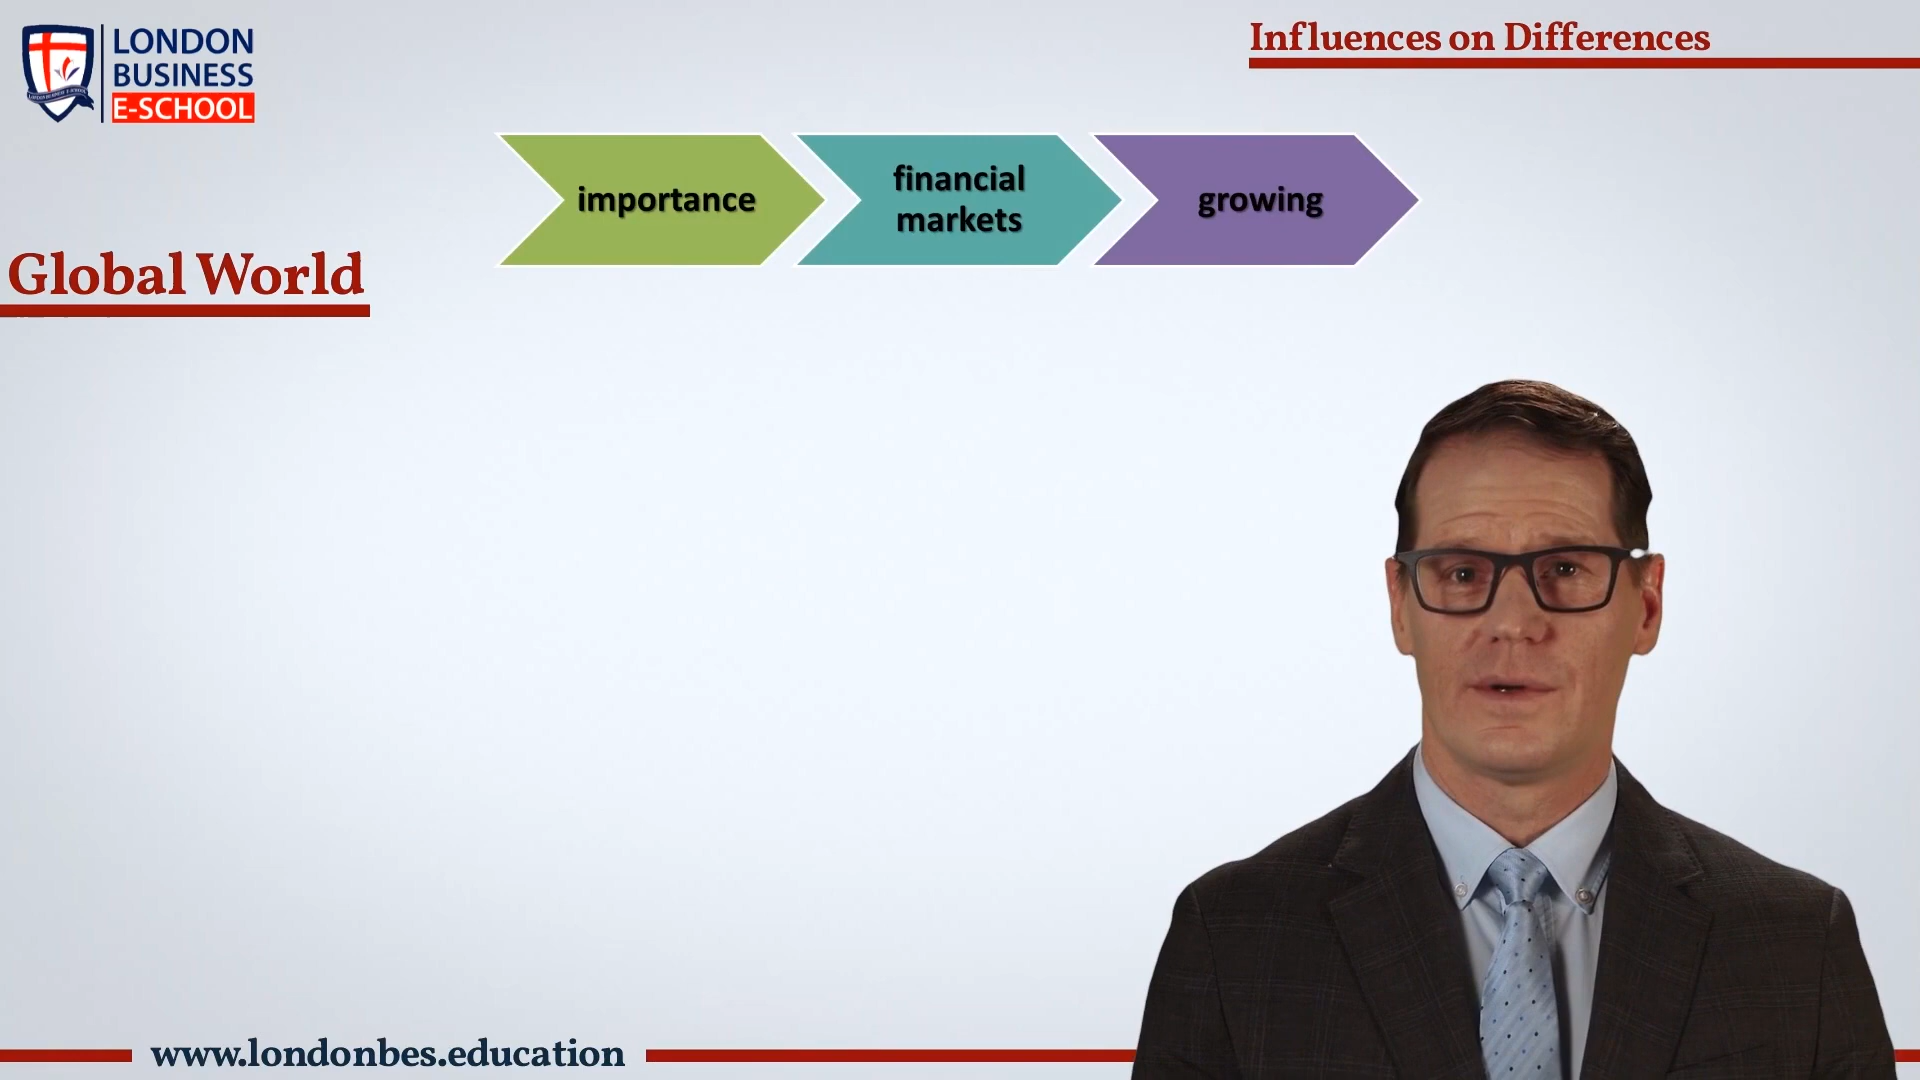 LONDON
BUSINESS
E-SCHOOL
Influences on Differences
importance
financial
markets
growing
Global World
www.londonbes.education